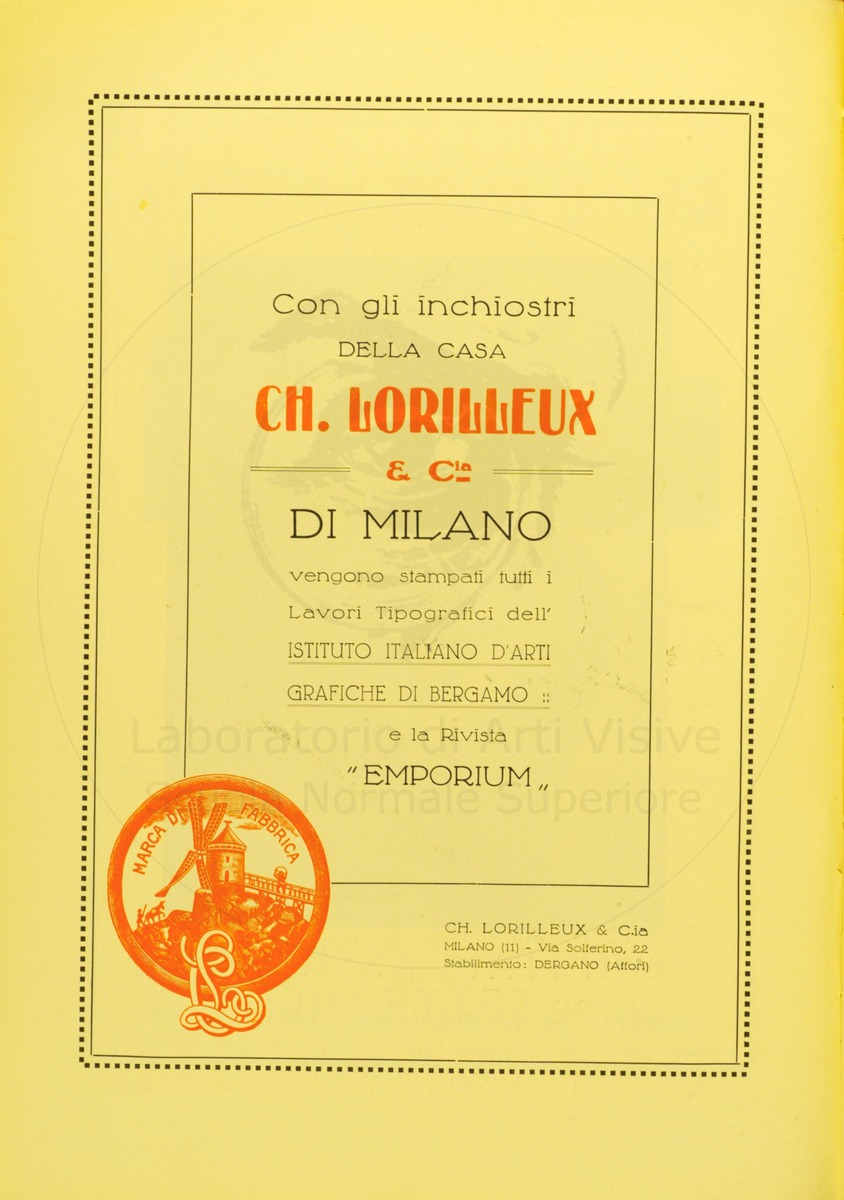 Con gli inchiostri
DELLA CASA
CH. LORILLEUX
& Cia
DI MILANO
vengono stampati tutti i
Lavori Tipografici dell'
ISTITUTO ITALIANO D'ARTI
GRAFICHE DI BERGAMO ::
e la Rivista
"EMPORIUM„
Laboratorio di Arti Visive
Normale Superiore
MARCA DI FABBRICA
CH. LORILLEUX & C.ia
MILANO (11) - Via Solferino, 22
Stabilimento: DERGANO (Affori)